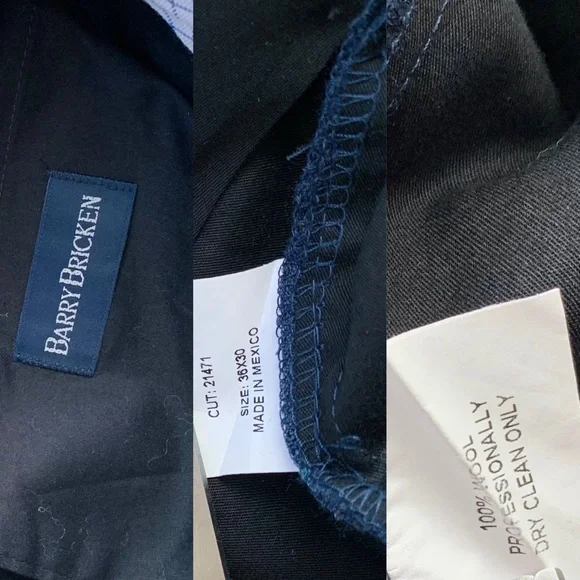 BARRY BRICKEN
CUT: 21471
SIZE: 36X30
MADE IN MEXICO
100% WOOL
PROFESSIONALLY
DRY CLEAN ONLY